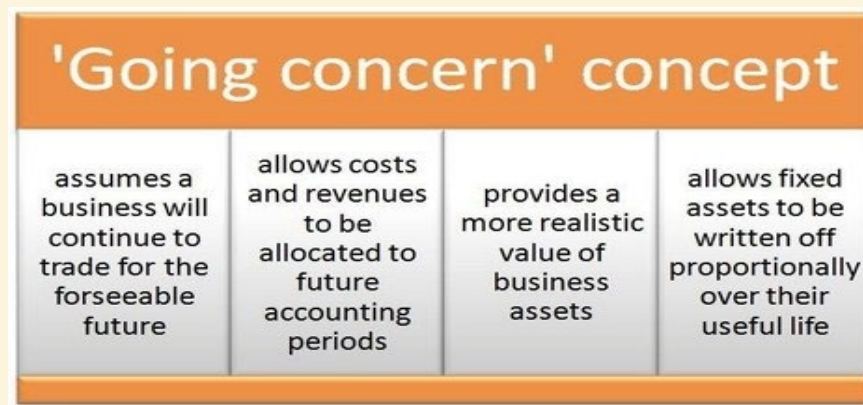 'Going concern' concept
assumes a
business will
continue to
trade for the
forseeable
future
allows costs
and revenues
to be
allocated to
future
accounting
periods
provides a
more realistic
value of
business
assets
allows fixed
assets to be
written off
proportionally
over their
useful life